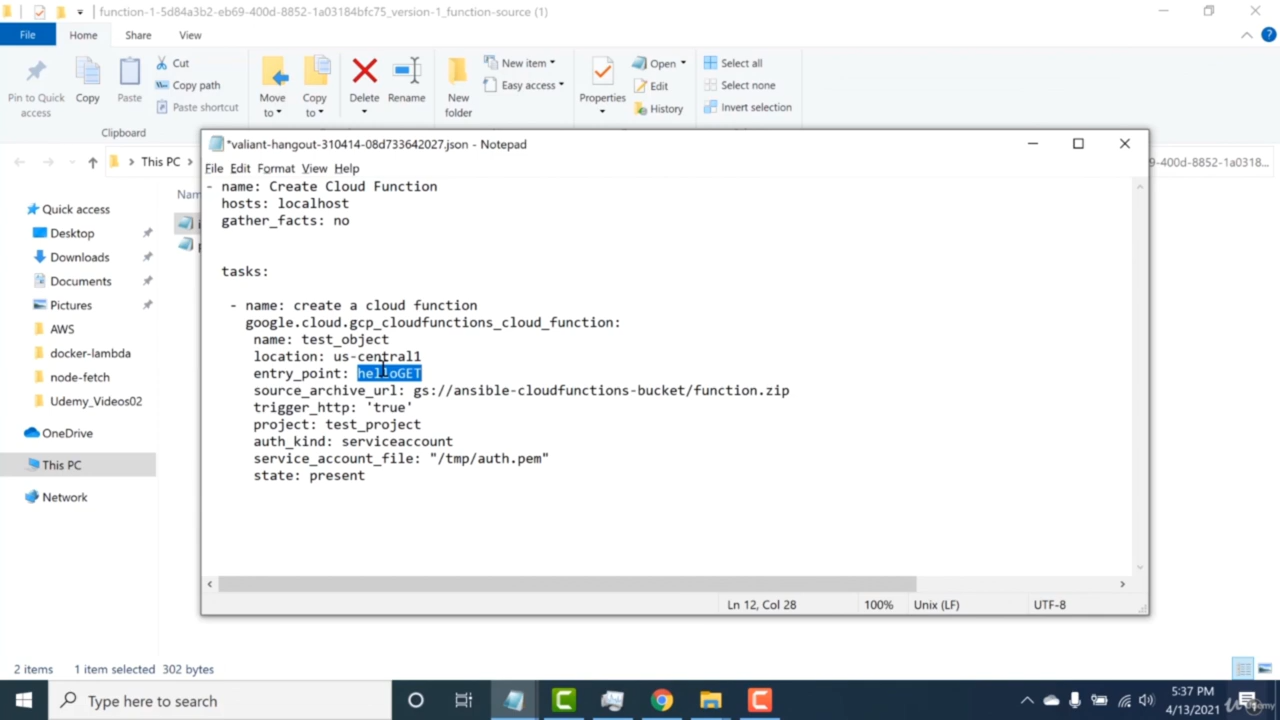 function-1-5d84a3b2-eb69-400d-8852-1a03184bfc75_version-1_function-source (1)
File Home Share View
Pin to Quick access
Copy
Paste
Cut
Copy path
Paste shortcut
Move to
Copy to
Delete
Rename
New folder
New item
Easy access
Properties
Open
Edit
History
Select all
Select none
Invert selection
Clipboard
This PC
9-400d-8852-1a0318...
*valiant-hangout-310414-08d733642027.json - Notepad
File Edit Format View Help
- name: Create Cloud Function
hosts: localhost
gather_facts: no
tasks:
- name: create a cloud function
google.cloud.gcp_cloudfunctions_cloud_function:
name: test_object
location: us-central1
entry_point: helloGET
source_archive_url: gs://ansible-cloudfunctions-bucket/function.zip
trigger_http: 'true'
project: test_project
auth_kind: serviceaccount
service_account_file: "/tmp/auth.pem"
state: present
Ln 12, Col 28 100% Unix (LF) UTF-8
Quick access
Desktop
Downloads
Documents
Pictures
AWS
docker-lambda
node-fetch
Udemy_Videos02
OneDrive
This PC
Network
2 items 1 item selected 302 bytes
Type here to search
5:37 PM
4/13/2021
Udemy